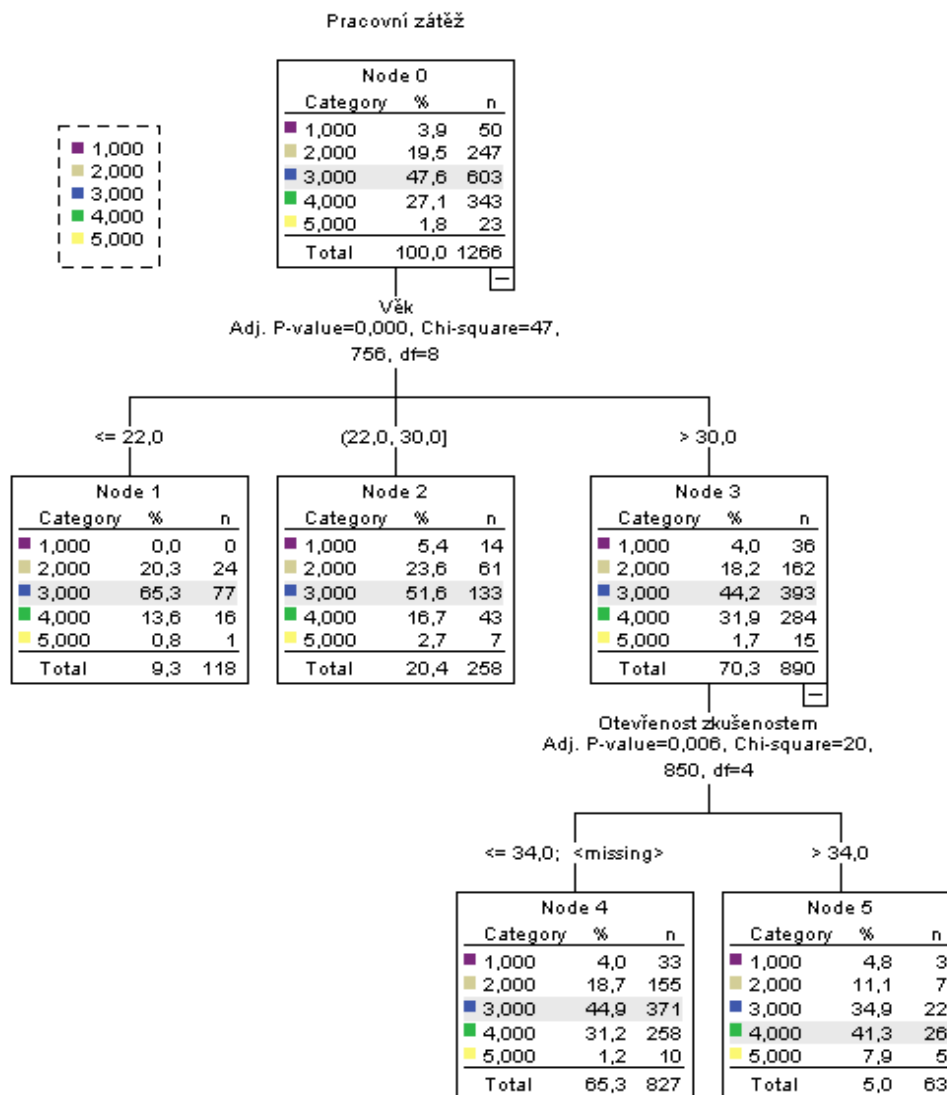 Pracovní zátěž
Node 0
Category % n
1,000 3,9 50
2,000 19,5 247
3,000 47,6 603
4,000 27,1 343
5,000 1,8 23
Total 100,0 1266
1,000
2,000
3,000
4,000
5,000
Věk
Adj. P-value=0,000, Chi-square=47,
756, df=8
<= 22,0
(22,0, 30,0]
> 30,0
Node 1
Category % n
1,000 0,0 0
2,000 20,3 24
3,000 65,3 77
4,000 13,6 16
5,000 0,8 1
Total 9,3 118
Node 2
Category % n
1,000 5,4 14
2,000 23,6 61
3,000 51,6 133
4,000 16,7 43
5,000 2,7 7
Total 20,4 258
Node 3
Category % n
1,000 4,0 36
2,000 18,2 162
3,000 44,2 393
4,000 31,9 284
5,000 1,7 15
Total 70,3 890
Otevřenost zkušenostem
Adj. P-value=0,006, Chi-square=20,
850, df=4
<= 34,0; <missing>
> 34,0
Node 4
Category % n
1,000 4,0 33
2,000 18,7 155
3,000 44,9 371
4,000 31,2 258
5,000 1,2 10
Total 65,3 827
Node 5
Category % n
1,000 4,8 3
2,000 11,1 7
3,000 34,9 22
4,000 41,3 26
5,000 7,9 5
Total 5,0 63